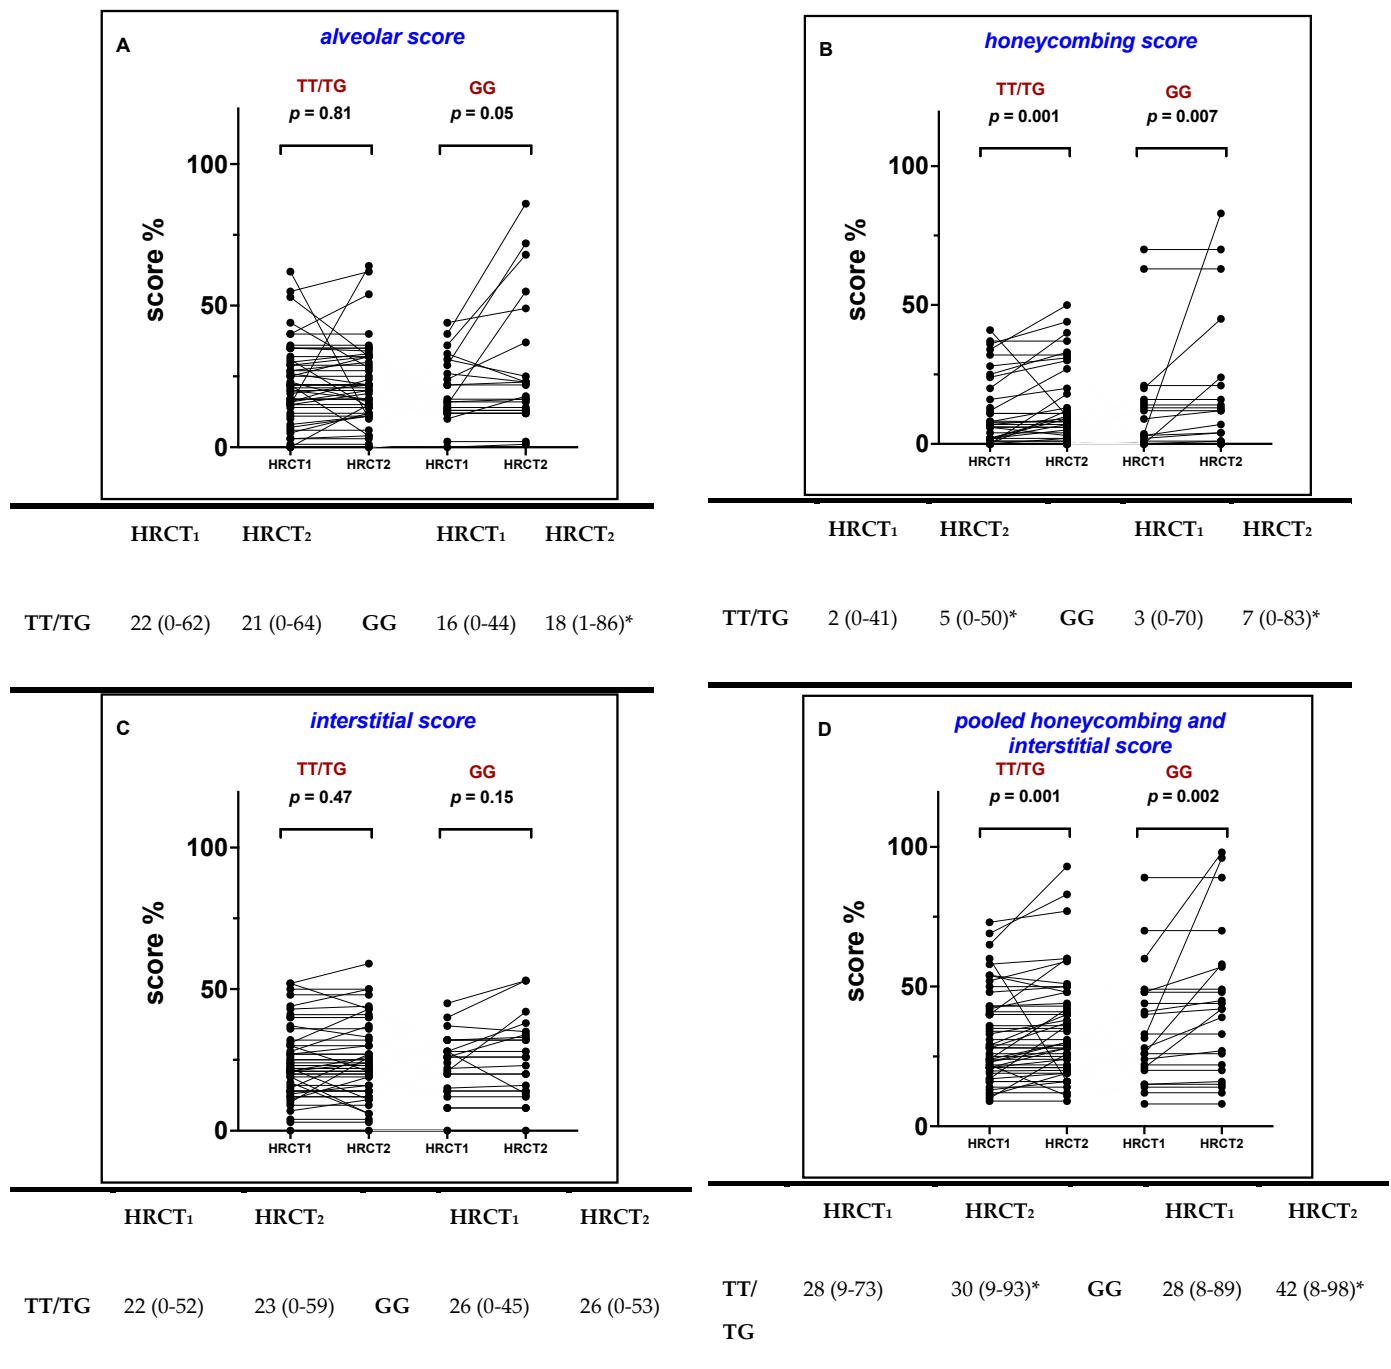 A
alveolar score
TT/TG
GG
p = 0.81
p = 0.05
100
50
0
score %
HRCT1
HRCT2
HRCT1
HRCT2
HRCT1 HRCT2 HRCT1 HRCT2
TT/TG 22 (0-62) 21 (0-64) GG 16 (0-44) 18 (1-86)*
B
honeycombing score
TT/TG
GG
p = 0.001
p = 0.007
100
50
0
score %
HRCT1
HRCT2
HRCT1
HRCT2
HRCT1 HRCT2 HRCT1 HRCT2
TT/TG 2 (0-41) 5 (0-50)* GG 3 (0-70) 7 (0-83)*
C
interstitial score
TT/TG
GG
p = 0.47
p = 0.15
100
50
0
score %
HRCT1
HRCT2
HRCT1
HRCT2
HRCT1 HRCT2 HRCT1 HRCT2
TT/TG 22 (0-52) 23 (0-59) GG 26 (0-45) 26 (0-53)
D
pooled honeycombing and
interstitial score
TT/TG
GG
p = 0.001
p = 0.002
100
50
0
score %
HRCT1
HRCT2
HRCT1
HRCT2
HRCT1 HRCT2 HRCT1 HRCT2
TT/ 28 (9-73) 30 (9-93)* GG 28 (8-89) 42 (8-98)*
TG